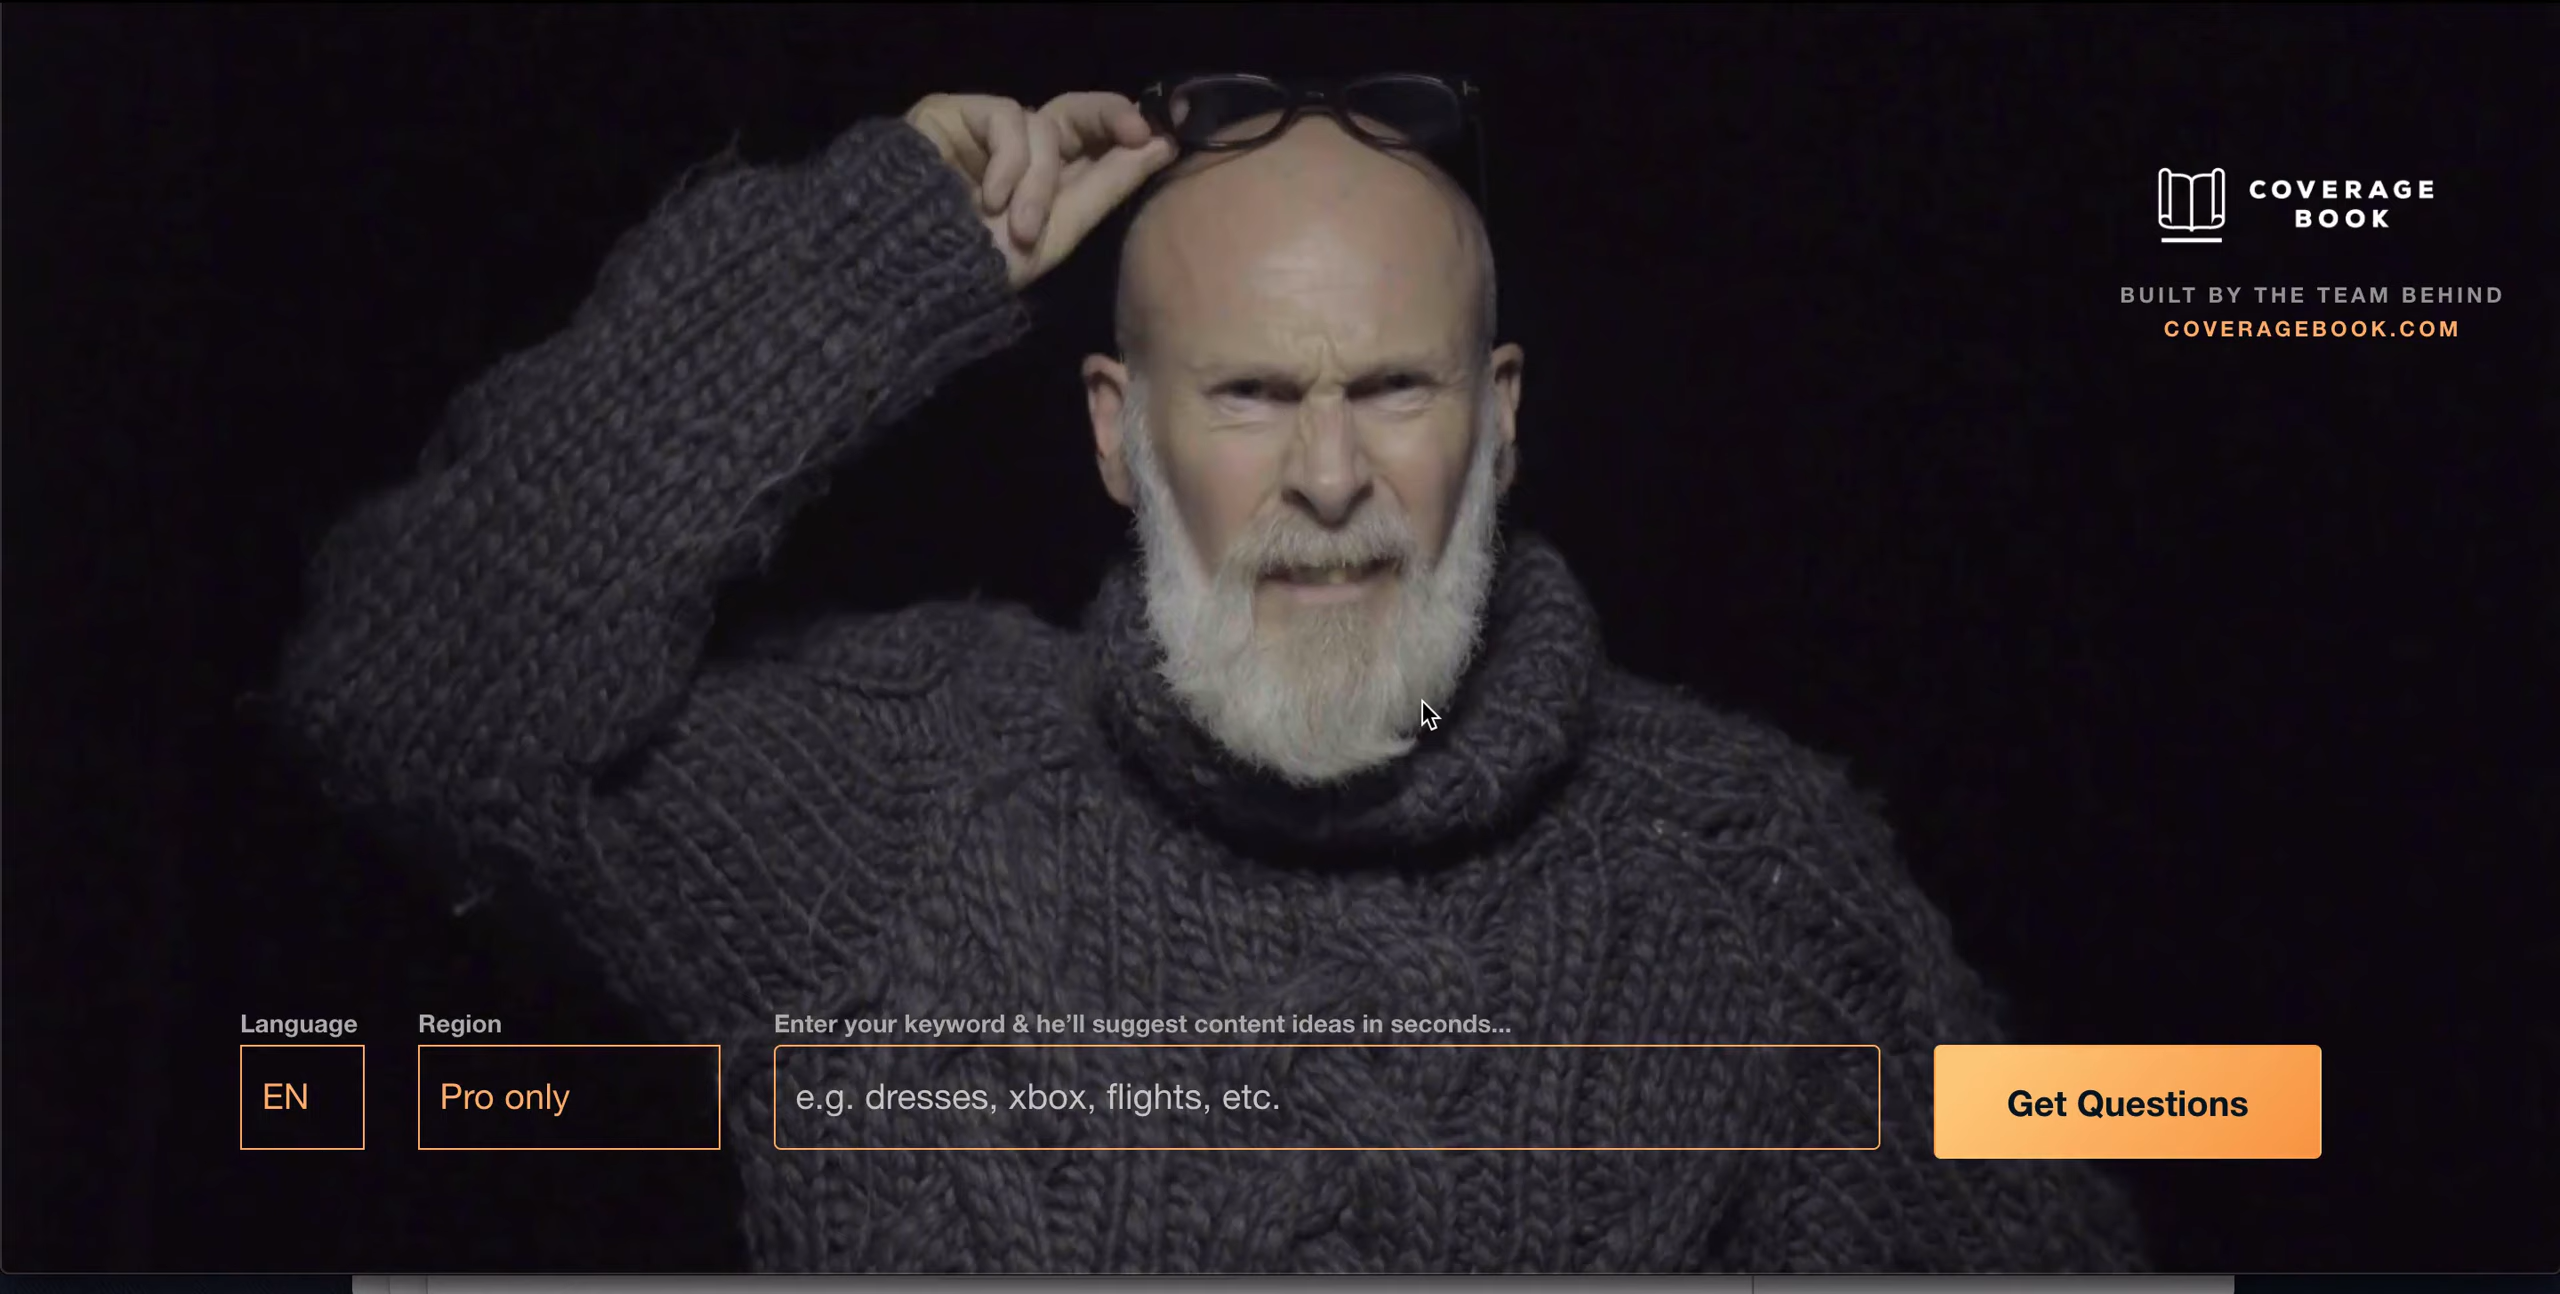 COVERAGE
BOOK
BUILT BY THE TEAM BEHIND
COVERAGEBOOK.COM
Language
Region
Enter your keyword & he’ll suggest content ideas in seconds...
EN
Pro only
e.g. dresses, xbox, flights, etc.
Get Questions